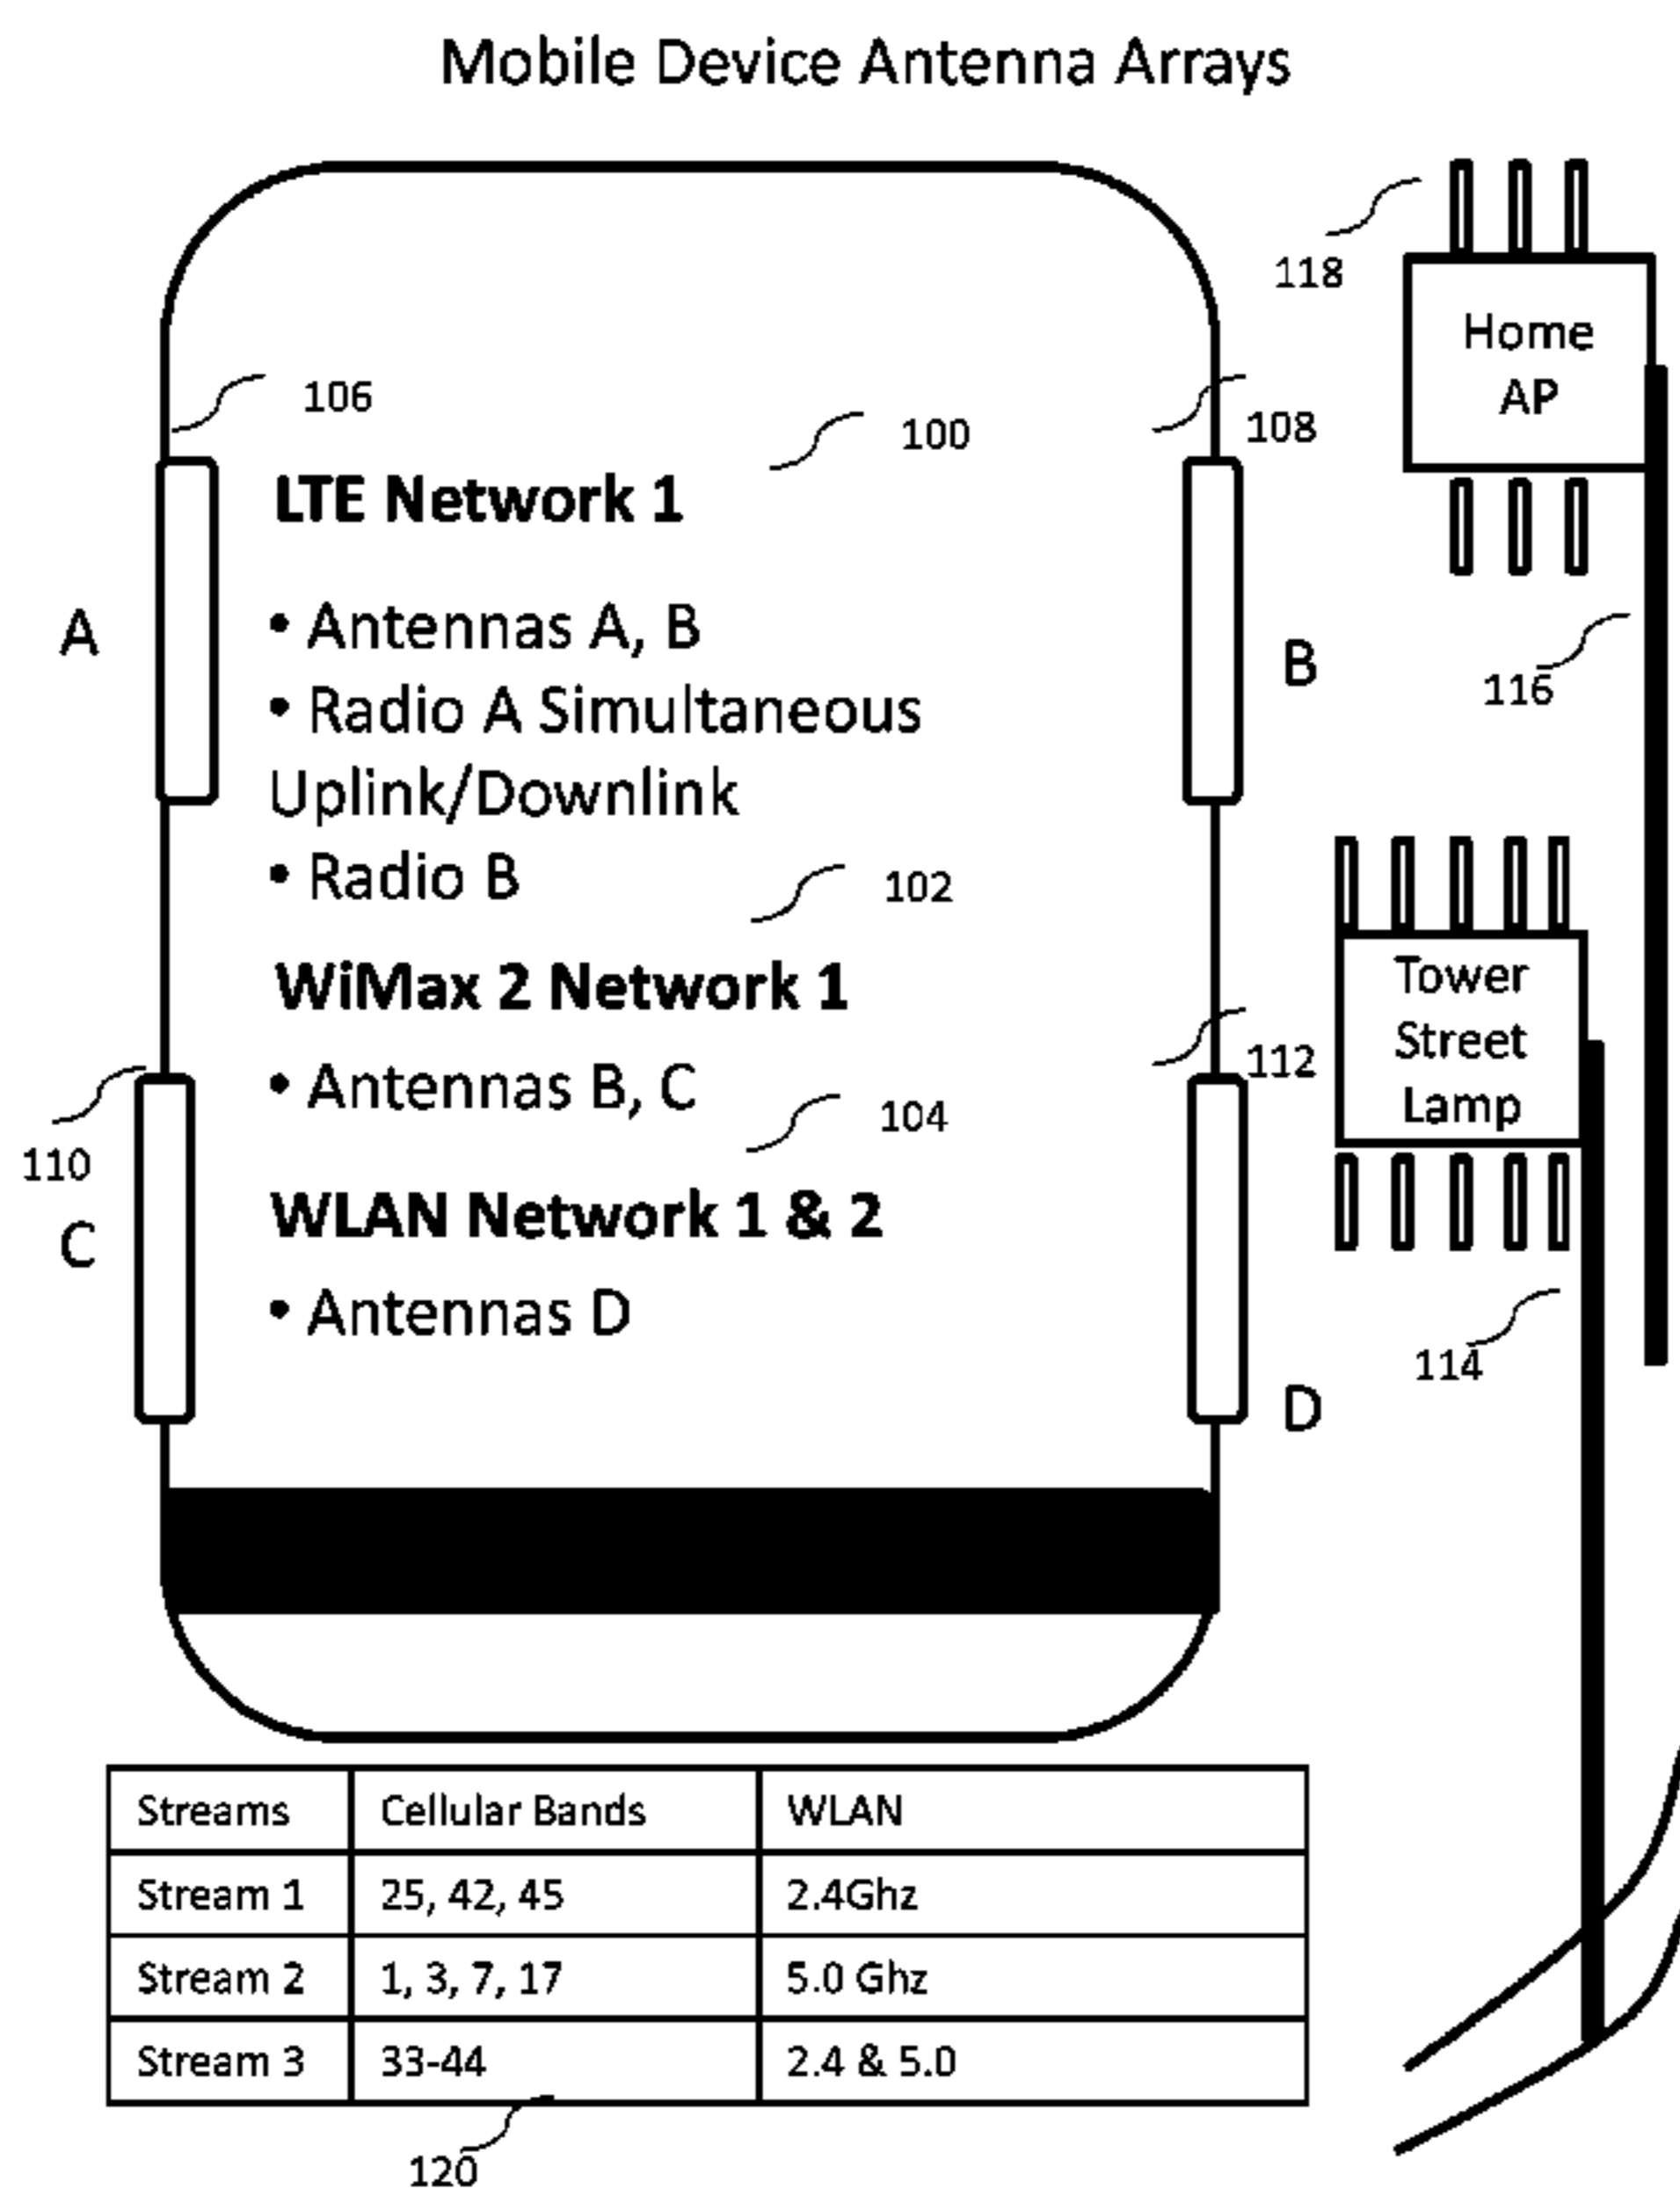 Mobile Device Antenna Arrays
118
Home
AP
106
100
108
LTE Network 1
A
• Antennas A, B
B
116
• Radio A Simultaneous
Uplink/Downlink
• Radio B
102
Tower
Street
Lamp
WiMax 2 Network 1
112
• Antennas B, C
104
110
C
WLAN Network 1 & 2
• Antennas D
114
D
Streams Cellular Bands WLAN
Stream 1 25, 42, 45 2.4Ghz
Stream 2 1, 3, 7, 17 5.0 Ghz
Stream 3 33-44 2.4 & 5.0
120